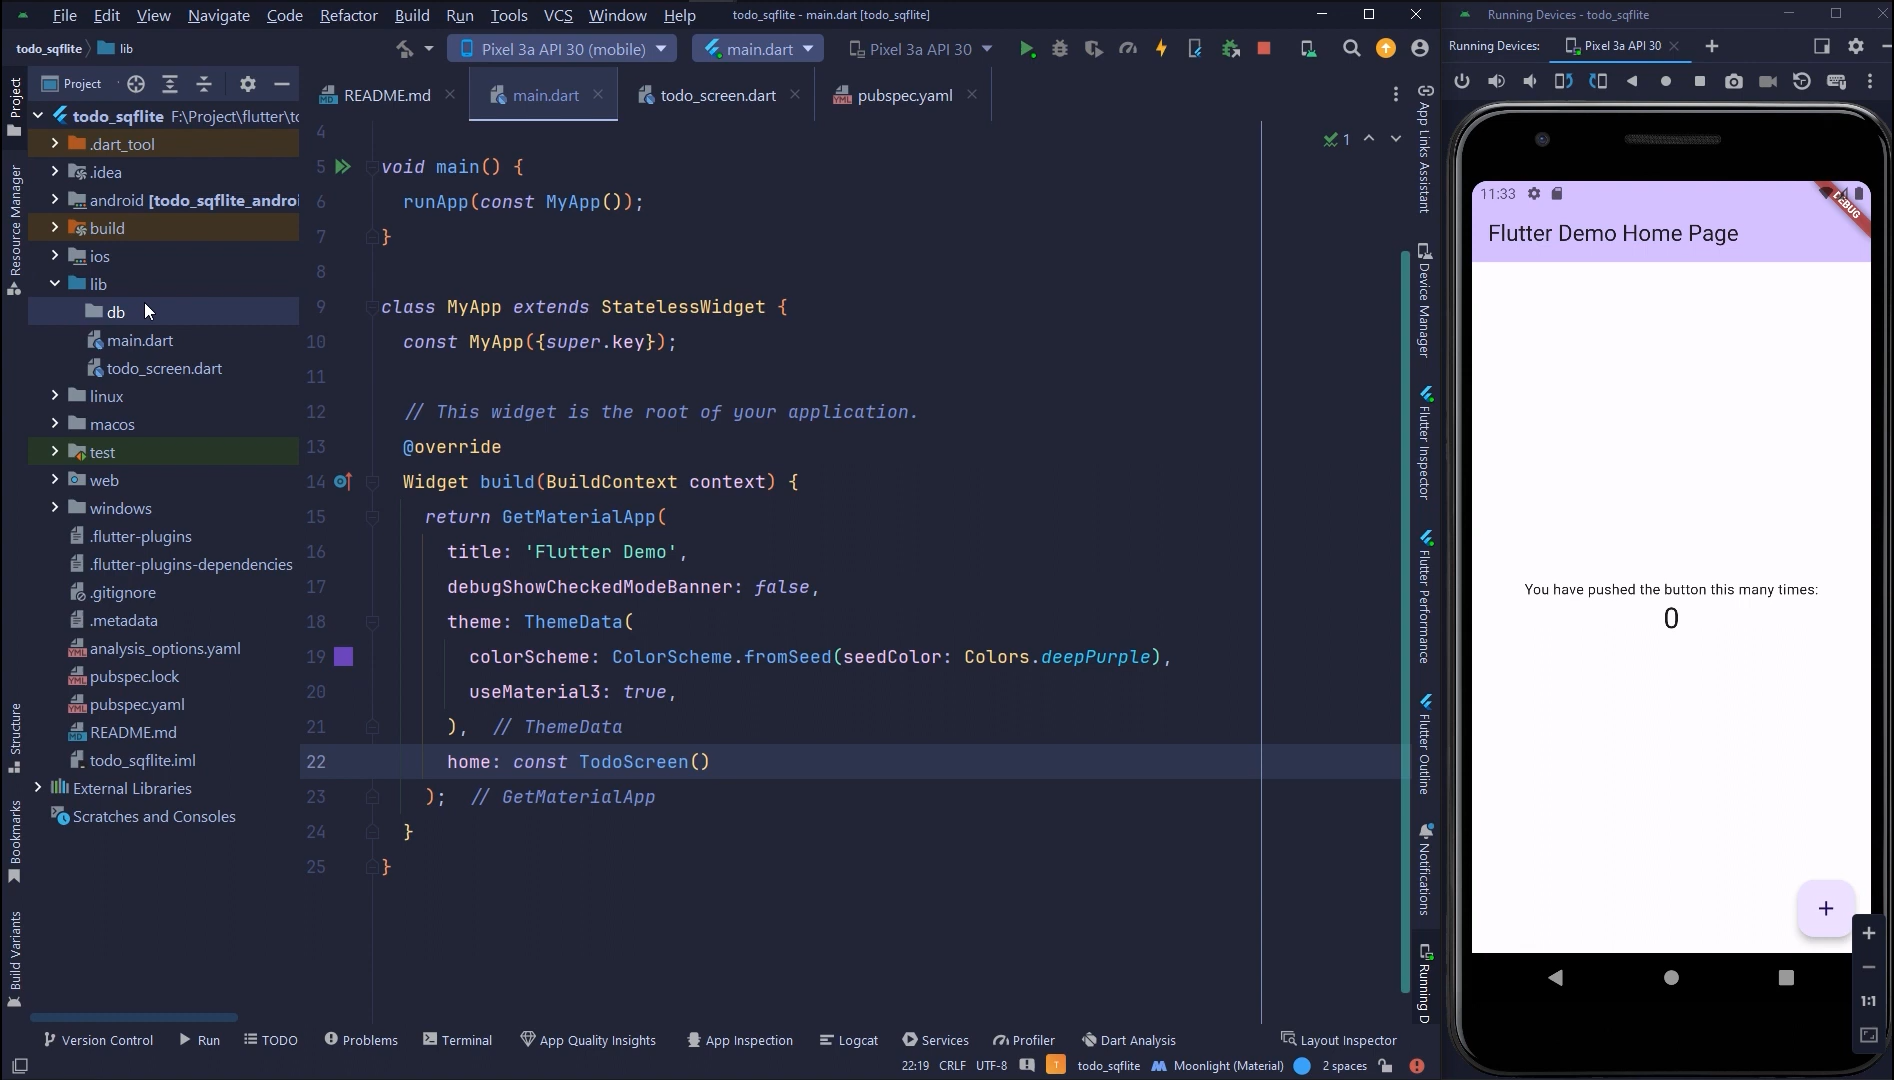 File Edit View Navigate Code Refactor Build Run Tools VCS Window Help todo_sqflite - main.dart [todo_sqflite]
Running Devices - todo_sqflite
todo_sqflite lib Pixel 3a API 30 (mobile) main.dart Pixel 3a API 30
Running Devices: Pixel 3a API 30
Project
README.md main.dart todo_screen.dart pubspec.yaml
todo_sqflite F:\Project\flutter\to
.dart_tool
.idea
android [todo_sqflite_androi
build
ios
lib
db
main.dart
todo_screen.dart
linux
macos
test
web
windows
.flutter-plugins
.flutter-plugins-dependencies
.gitignore
.metadata
analysis_options.yaml
pubspec.lock
pubspec.yaml
README.md
todo_sqflite.iml
External Libraries
Scratches and Consoles
Project
Resource Manager
Structure
Bookmarks
Build Variants
1
4
5 void main() {
6 runApp(const MyApp());
7 }
8
9 class MyApp extends StatelessWidget {
10 const MyApp({super.key});
11
12 // This widget is the root of your application.
13 @override
14 Widget build(BuildContext context) {
15 return GetMaterialApp(
16 title: 'Flutter Demo',
17 debugShowCheckedModeBanner: false,
18 theme: ThemeData(
19 colorScheme: ColorScheme.fromSeed(seedColor: Colors.deepPurple),
20 useMaterial3: true,
21 ), // ThemeData
22 home: const TodoScreen()
23 ); // GetMaterialApp
24 }
25 }
App Links Assistant
Device Manager
Flutter Inspector
Flutter Performance
Flutter Outline
Notifications
Running D
11:33
DEBUG
Flutter Demo Home Page
You have pushed the button this many times:
0
+
1:1
Version Control Run TODO Problems Terminal App Quality Insights App Inspection Logcat Services Profiler Dart Analysis Layout Inspector
22:19 CRLF UTF-8 T todo_sqflite Moonlight (Material) 2 spaces